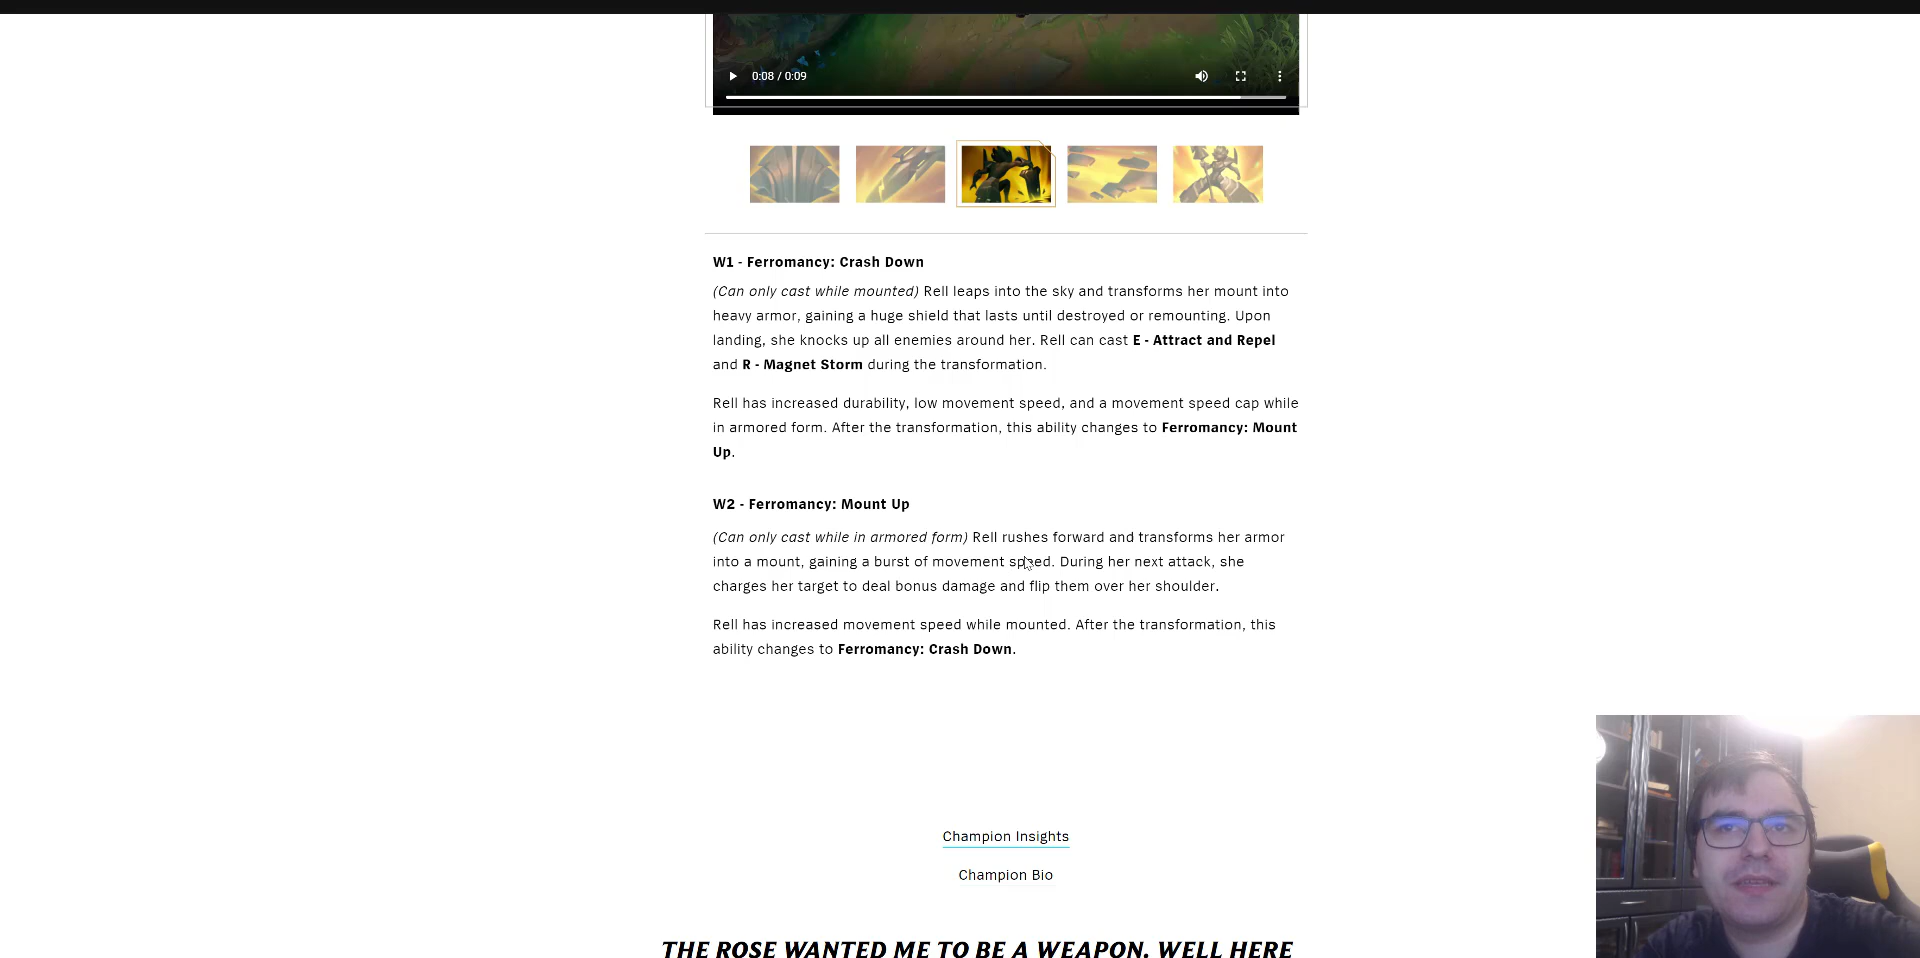 0:08 / 0:09
W1 - Ferromancy: Crash Down
(Can only cast while mounted) Rell leaps into the sky and transforms her mount into
heavy armor, gaining a huge shield that lasts until destroyed or remounting. Upon
landing, she knocks up all enemies around her. Rell can cast E - Attract and Repel
and R - Magnet Storm during the transformation.
Rell has increased durability, low movement speed, and a movement speed cap while
in armored form. After the transformation, this ability changes to Ferromancy: Mount
Up.
W2 - Ferromancy: Mount Up
(Can only cast while in armored form) Rell rushes forward and transforms her armor
into a mount, gaining a burst of movement speed. During her next attack, she
charges her target to deal bonus damage and flip them over her shoulder.
Rell has increased movement speed while mounted. After the transformation, this
ability changes to Ferromancy: Crash Down.
Champion Insights
Champion Bio
THE ROSE WANTED ME TO BE A WEAPON. WELL HERE